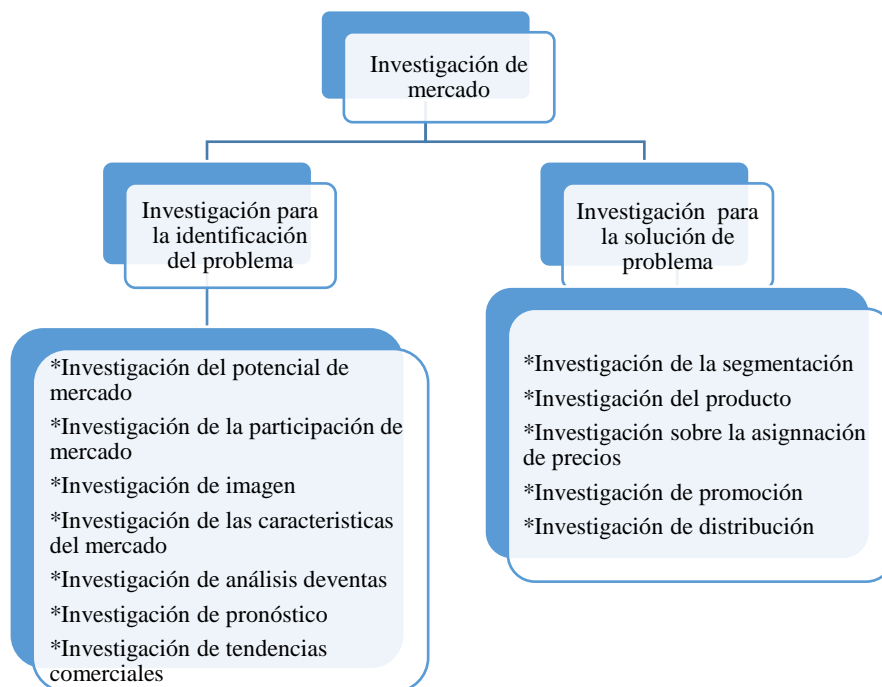 Investigación de
mercado
Investigación para
la identificación
del problema
Investigación para
la solución de
problema
*Investigación del potencial de
mercado
*Investigación de la participación de
mercado
*Investigación de imagen
*Investigación de las caracteristicas
del mercado
*Investigación de análisis deventas
*Investigación de pronóstico
*Investigación de tendencias
comerciales
*Investigación de la segmentación
*Investigación del producto
*Investigación sobre la asignnación
de precios
*Investigación de promoción
*Investigación de distribución